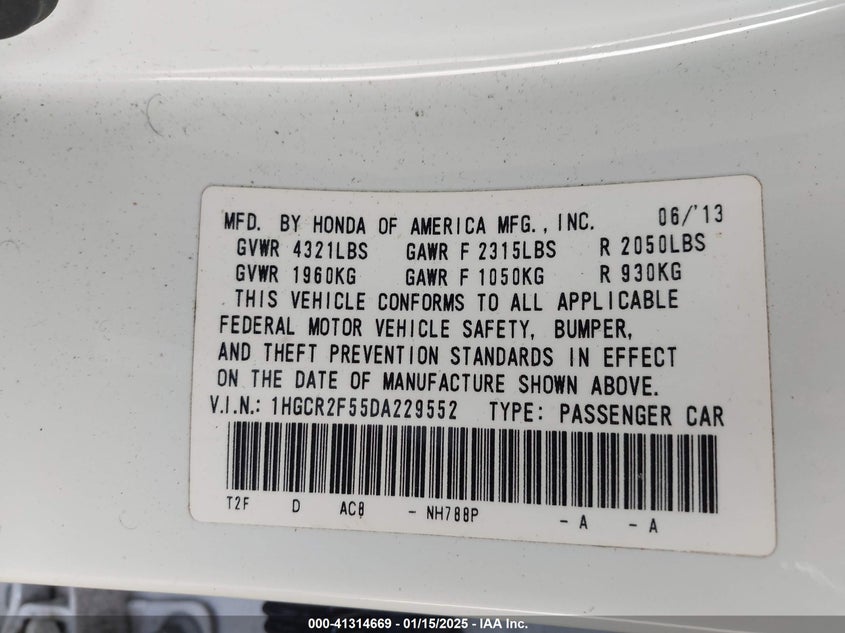 MFD. BY HONDA OF AMERICA MFG., INC. 06/'13
GVWR 4321LBS GAWR F 2315LBS R 2050LBS
GVWR 1960KG GAWR F 1050KG R 930KG
THIS VEHICLE CONFORMS TO ALL APPLICABLE
FEDERAL MOTOR VEHICLE SAFETY, BUMPER,
AND THEFT PREVENTION STANDARDS IN EFFECT
ON THE DATE OF MANUFACTURE SHOWN ABOVE.
V.I.N.: 1HGCR2F55DA229552 TYPE: PASSENGER CAR
T2F D AC8 - NH788P - A - A
000-41314669 - 01/15/2025 - IAA Inc.